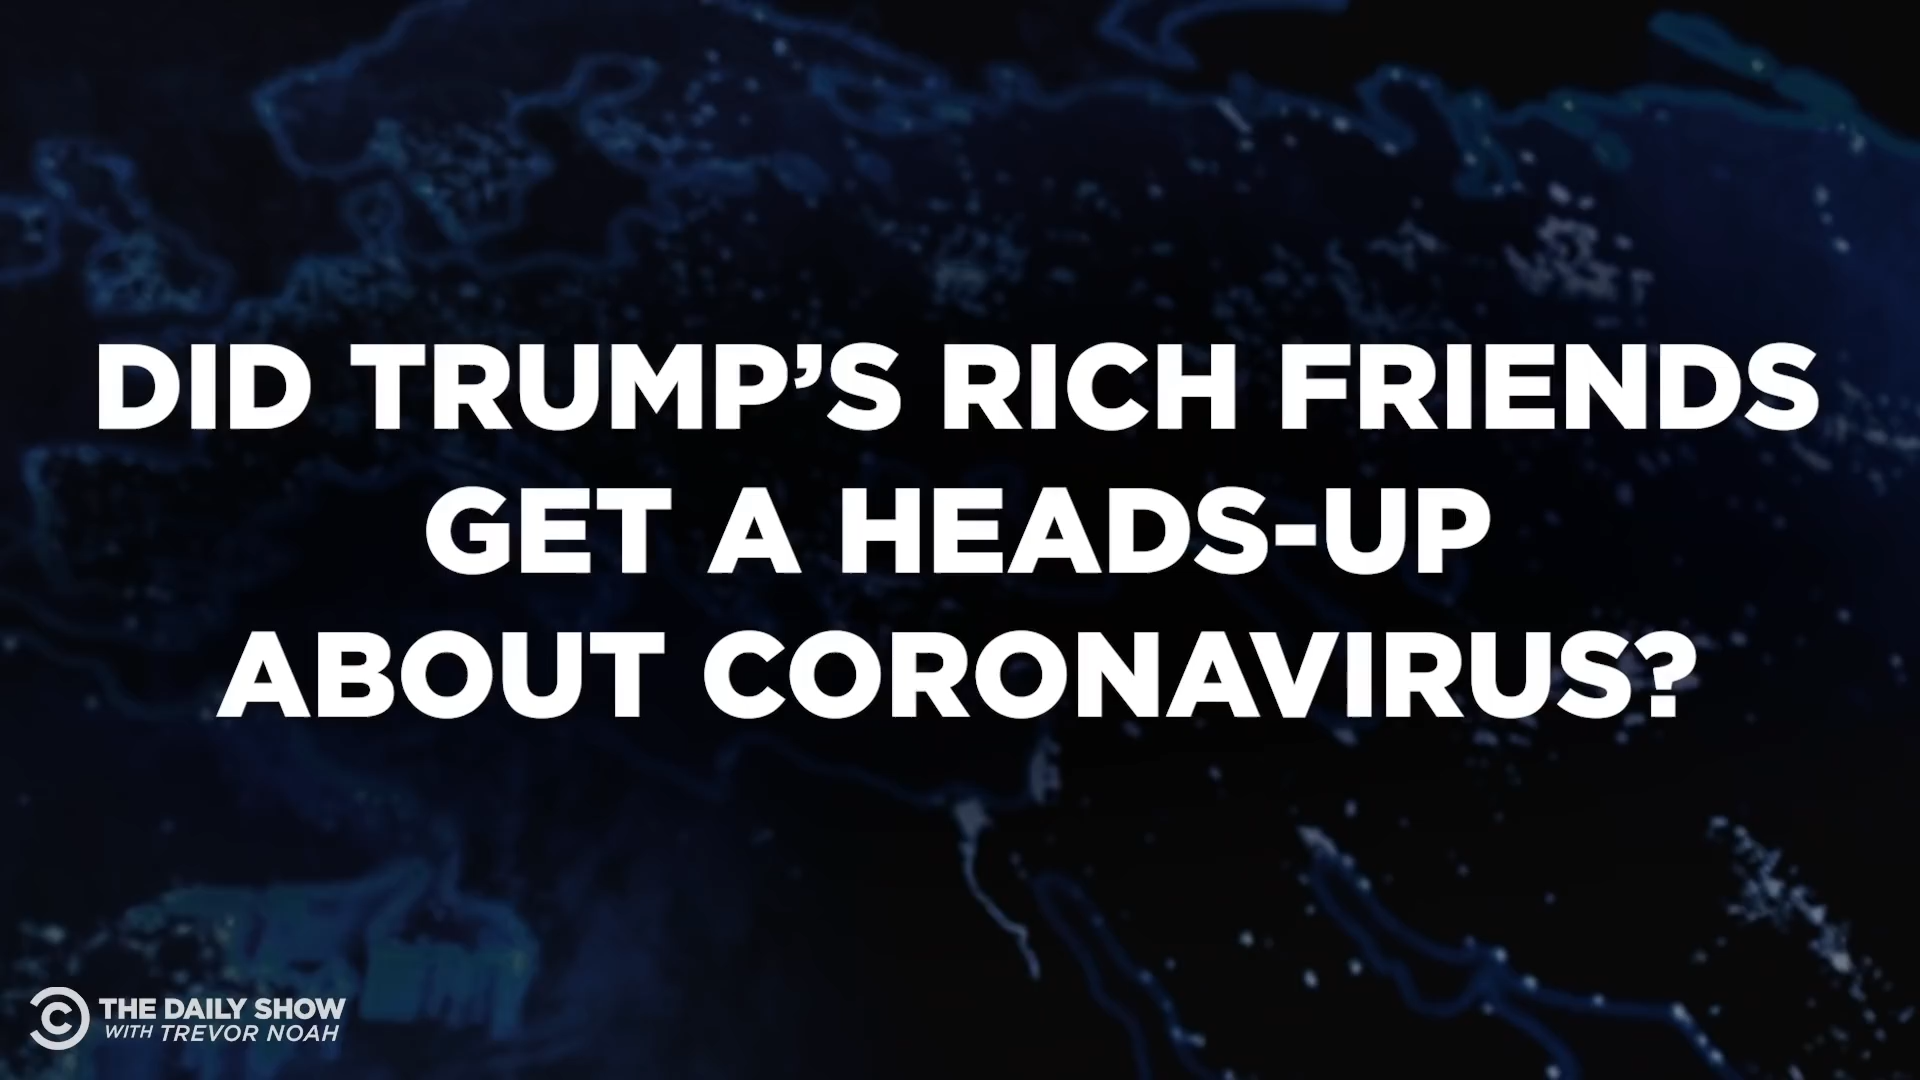 DID TRUMP’S RICH FRIENDS
GET A HEADS-UP
ABOUT CORONAVIRUS?
THE DAILY SHOW
WITH TREVOR NOAH